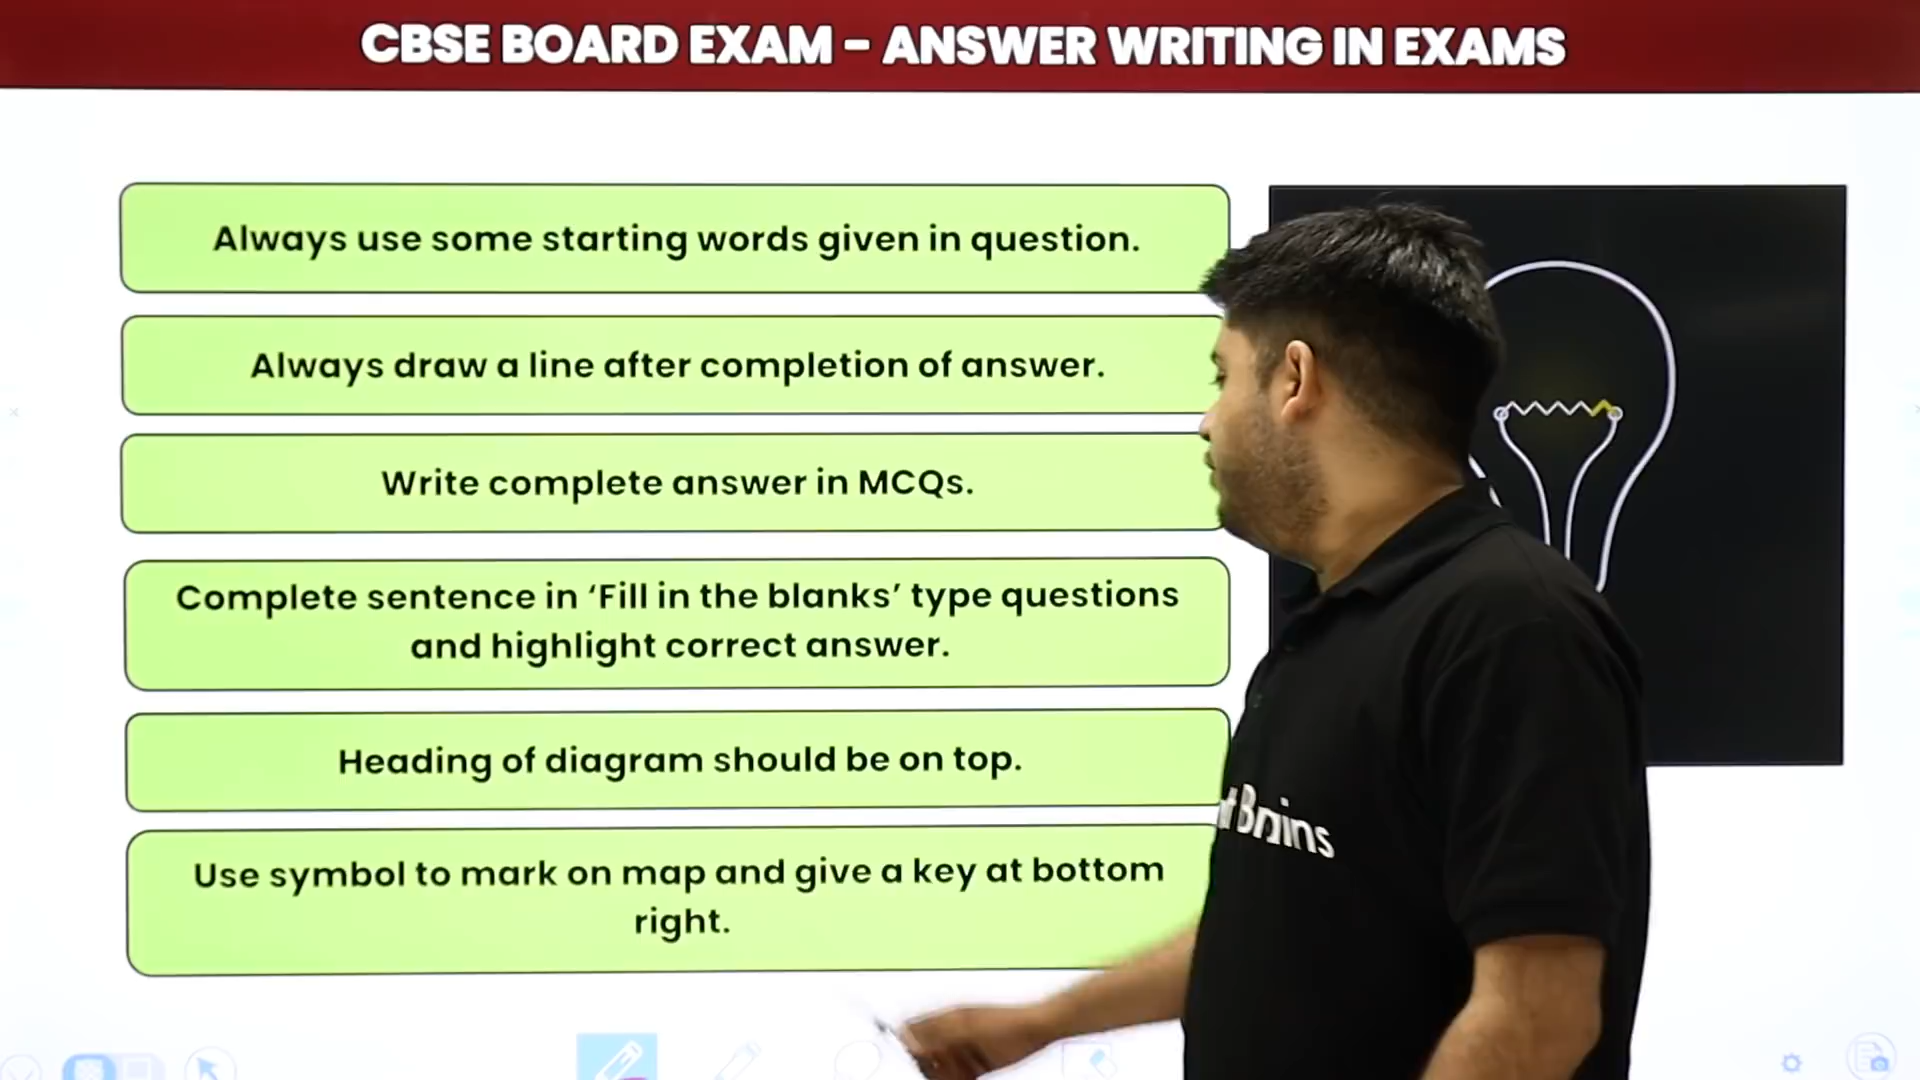 CBSE BOARD EXAM – ANSWER WRITING IN EXAMS
Always use some starting words given in question.
Always draw a line after completion of answer.
Write complete answer in MCQs.
Complete sentence in ‘Fill in the blanks’ type questions
and highlight correct answer.
Heading of diagram should be on top.
Use symbol to mark on map and give a key at bottom
right.
Brains